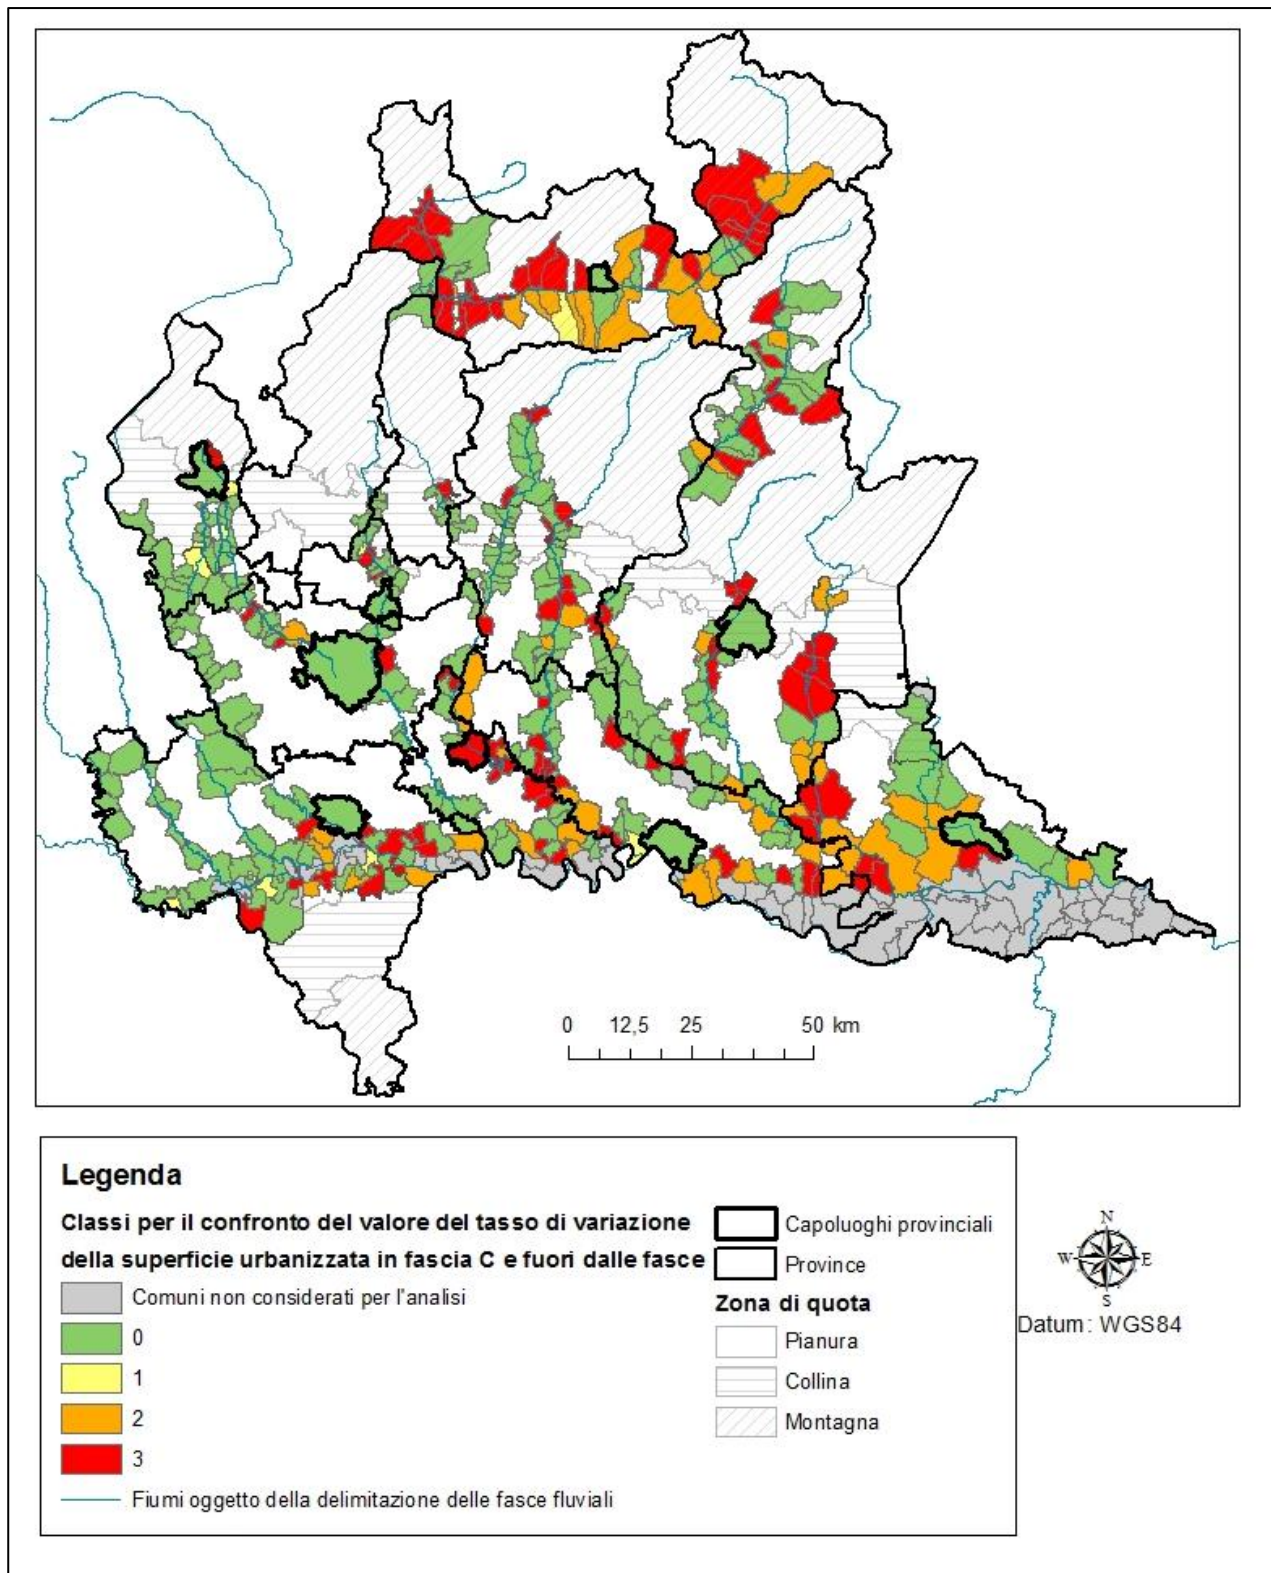 0 12,5 25 50 km
Legenda
Classi per il confronto del valore del tasso di variazione
della superficie urbanizzata in fascia C e fuori dalle fasce
Comuni non considerati per l'analisi
0
1
2
3
Fiumi oggetto della delimitazione delle fasce fluviali
Capoluoghi provinciali
Province
Zona di quota
Pianura
Collina
Montagna
N
W E
S
Datum: WGS84